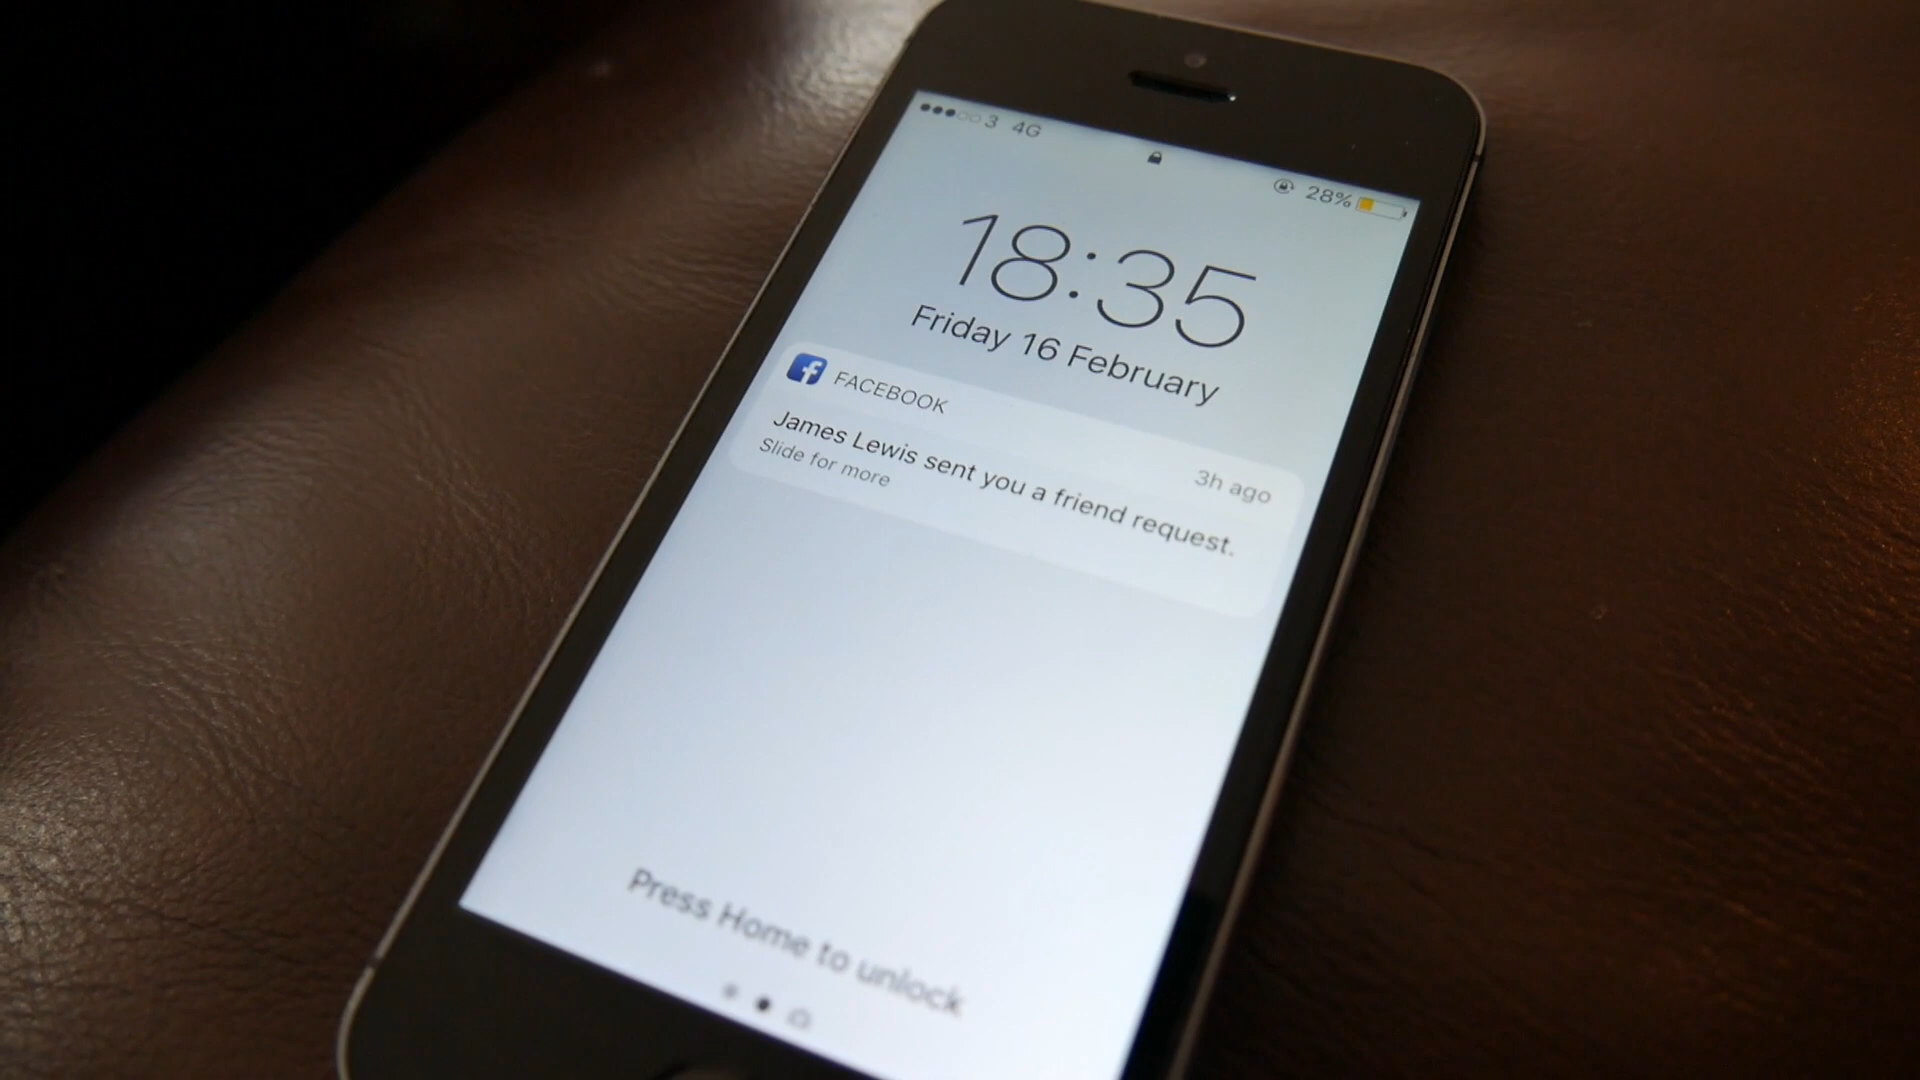 3 4G
28%
18:35
Friday 16 February
FACEBOOK
3h ago
James Lewis sent you a friend request.
Slide for more
Press Home to unlock